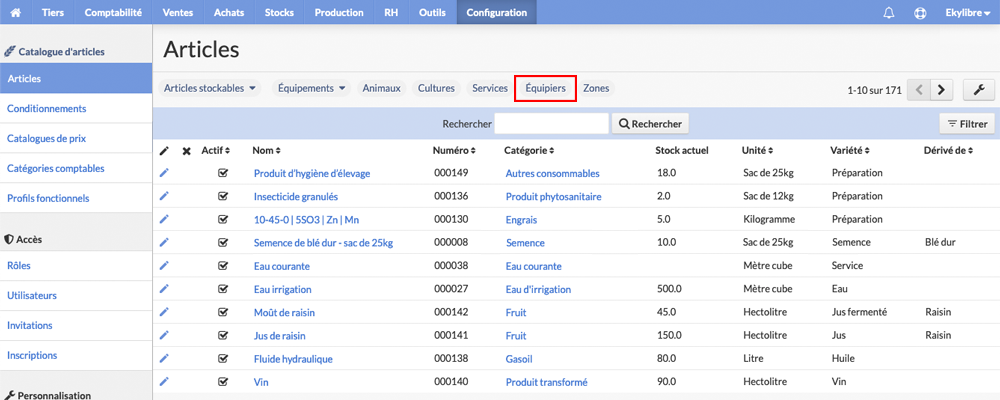 Tiers Comptabilité Ventes Achats Stocks Production RH Outils Configuration Ekylibre
Catalogue d'articles
Articles
Conditionnements
Catalogues de prix
Catégories comptables
Profils fonctionnels
Accès
Rôles
Utilisateurs
Invitations
Inscriptions
Personnalisation
Articles
Articles stockables Équipements Animaux Cultures Services Équipiers Zones 1-10 sur 171
Rechercher Rechercher Filtrer
Actif Nom Numéro Catégorie Stock actuel Unité Variété Dérivé de
Produit d'hygiène d'élevage 000149 Autres consommables 18.0 Sac de 25kg Préparation
Insecticide granulés 000136 Produit phytosanitaire 2.0 Sac de 12kg Préparation
10-45-0 | 5SO3 | Zn | Mn 000130 Engrais 5.0 Kilogramme Préparation
Semence de blé dur - sac de 25kg 000008 Semence 10.0 Sac de 25kg Semence Blé dur
Eau courante 000038 Eau courante Mètre cube Service
Eau irrigation 000027 Eau d'irrigation 500.0 Mètre cube Eau
Moût de raisin 000142 Fruit 45.0 Hectolitre Jus fermenté Raisin
Jus de raisin 000141 Fruit 150.0 Hectolitre Jus Raisin
Fluide hydraulique 000138 Gasoil 80.0 Litre Huile
Vin 000140 Produit transformé 90.0 Hectolitre Vin